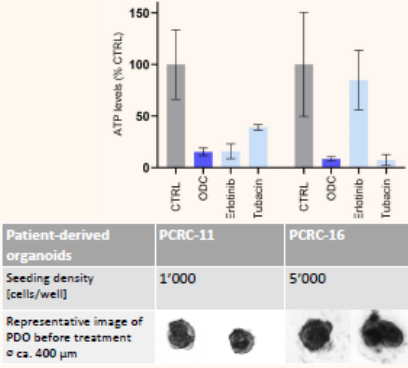 ATP levels (% CTRL)
150
100
50
0
CTRL
ODC
Erlotinib
Tubacin
CTRL
ODC
Erlotinib
Tubacin
Patient-derived organoids PCRC-11 PCRC-16
Seeding density [cells/well] 1'000 5'000
Representative image of
PDO before treatment
ø ca. 400 µm